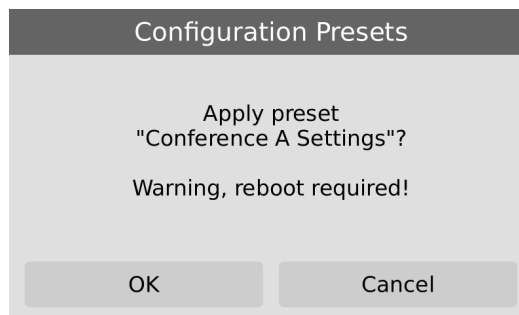 Configuration Presets
Apply preset
"Conference A Settings"?
Warning, reboot required!
OK
Cancel